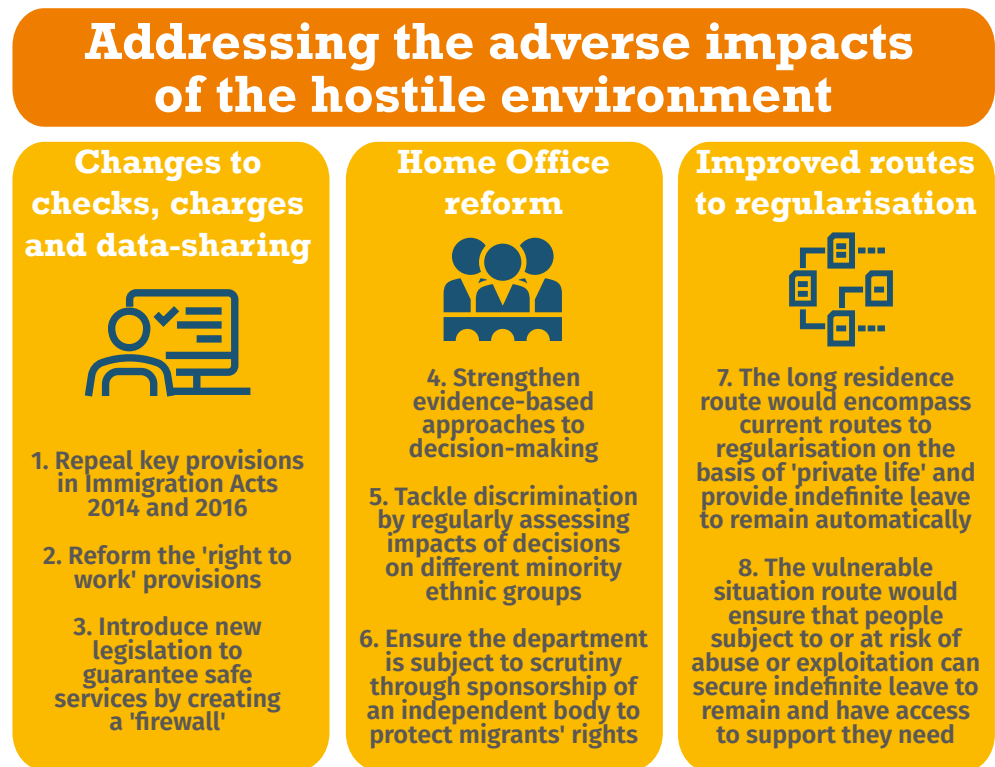 Addressing the adverse impacts
of the hostile environment
Changes to
checks, charges
and data-sharing
1. Repeal key provisions
in Immigration Acts
2014 and 2016
2. Reform the 'right to
work' provisions
3. Introduce new
legislation to
guarantee safe
services by creating
a 'firewall'
Home Office
reform
4. Strengthen
evidence-based
approaches to
decision-making
5. Tackle discrimination
by regularly assessing
impacts of decisions
on different minority
ethnic groups
6. Ensure the department
is subject to scrutiny
through sponsorship of
an independent body to
protect migrants' rights
Improved routes
to regularisation
7. The long residence
route would encompass
current routes to
regularisation on the
basis of 'private life' and
provide indefinite leave
to remain automatically
8. The vulnerable
situation route would
ensure that people
subject to or at risk of
abuse or exploitation can
secure indefinite leave to
remain and have access
to support they need